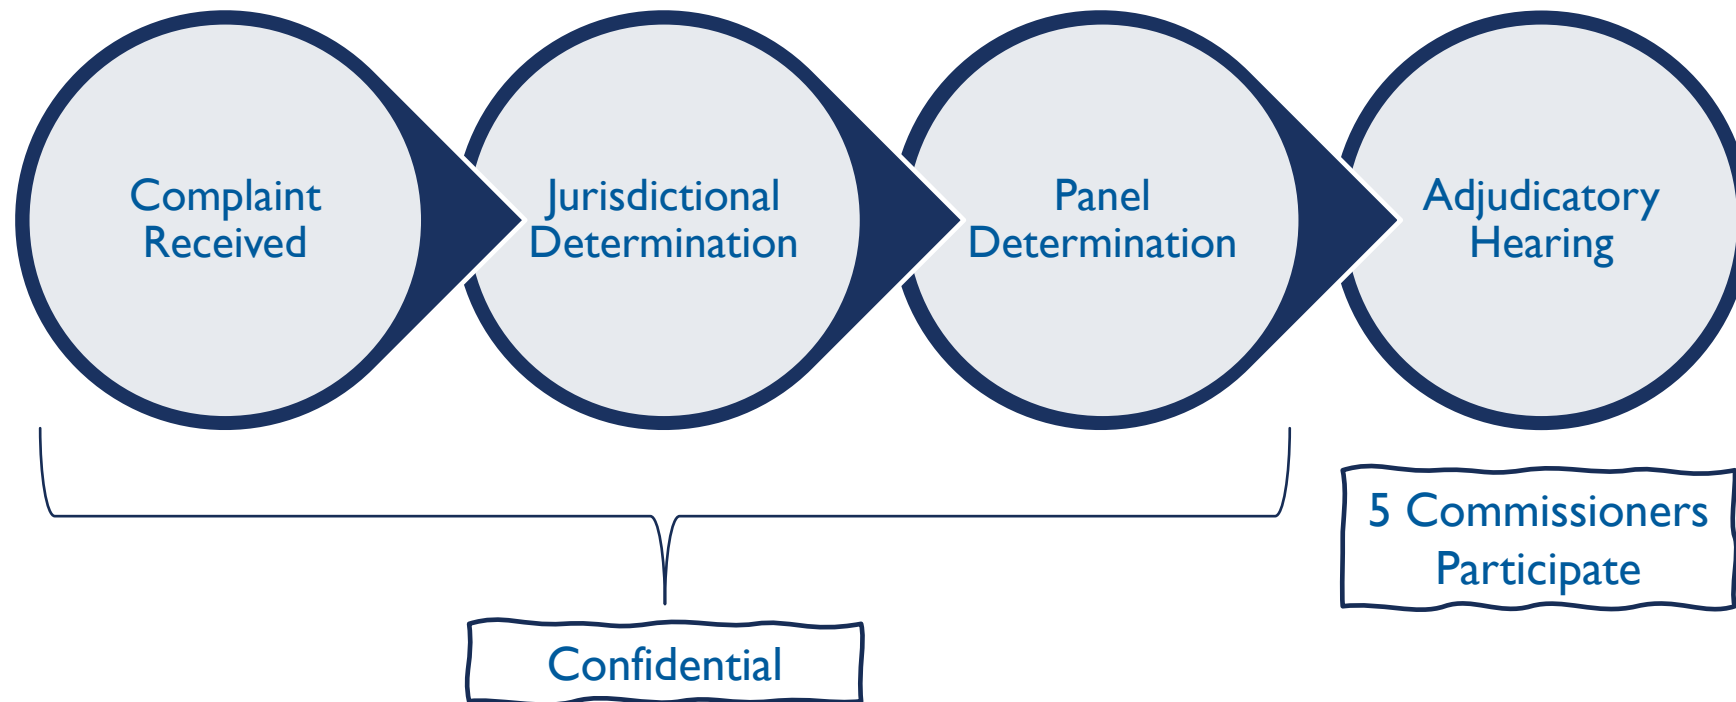 Complaint
Received
Jurisdictional
Determination
Panel
Determination
Adjudicatory
Hearing
5 Commissioners
Participate
Confidential